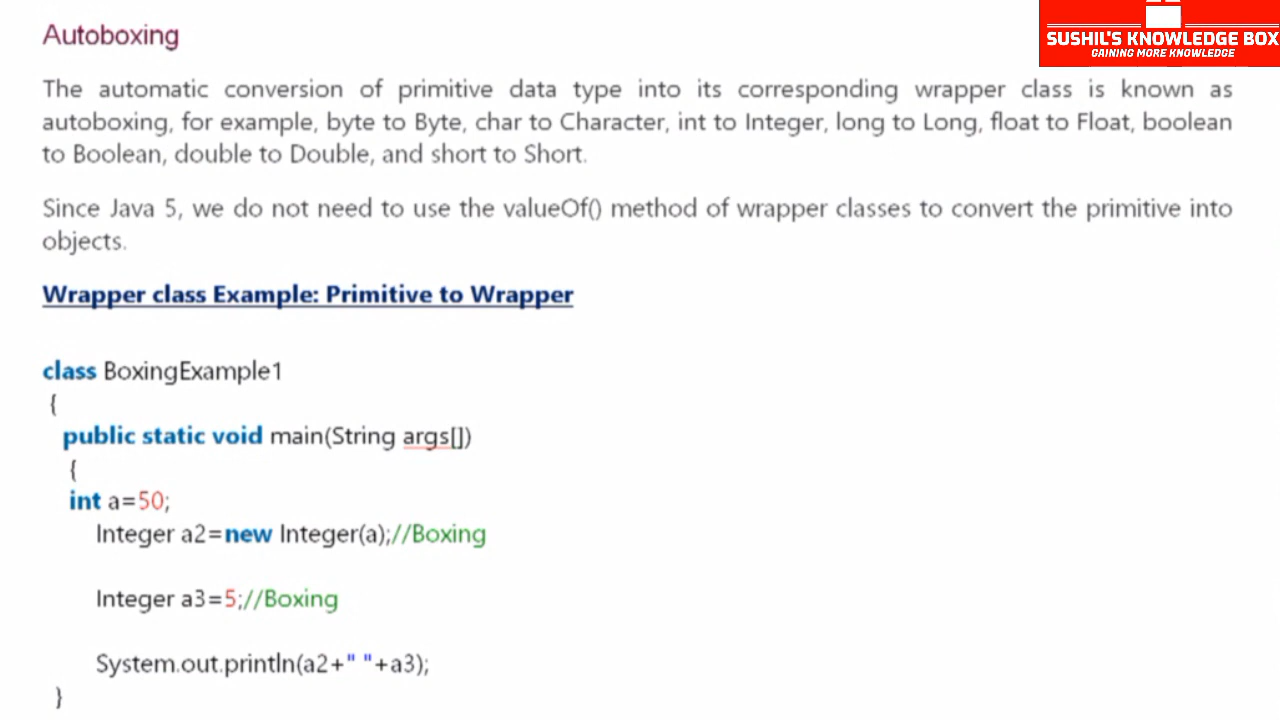 Autoboxing
SUSHIL'S KNOWLEDGE BOX
GAINING MORE KNOWLEDGE
The automatic conversion of primitive data type into its corresponding wrapper class is known as
autoboxing, for example, byte to Byte, char to Character, int to Integer, long to Long, float to Float, boolean
to Boolean, double to Double, and short to Short.
Since Java 5, we do not need to use the valueOf() method of wrapper classes to convert the primitive into
objects.
Wrapper class Example: Primitive to Wrapper
class BoxingExample1
{
public static void main(String args[])
{
int a=50;
Integer a2=new Integer(a);//Boxing
Integer a3=5;//Boxing
System.out.println(a2+" "+a3);
}